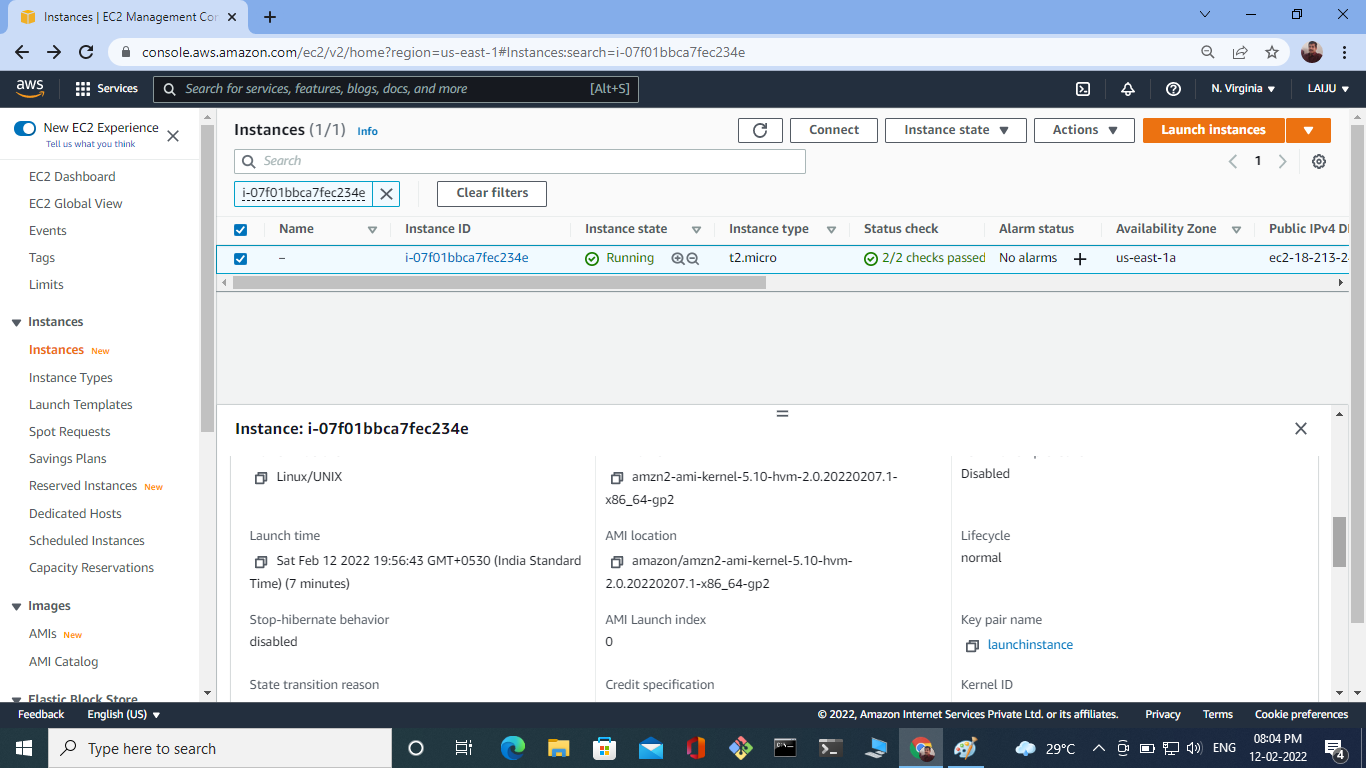 Instances | EC2 Management Con
console.aws.amazon.com/ec2/v2/home?region=us-east-1#Instances:search=i-07f01bbca7fec234e
aws
Services
Search for services, features, blogs, docs, and more [Alt+S]
N. Virginia
LAIJU
New EC2 Experience
Tell us what you think
EC2 Dashboard
EC2 Global View
Events
Tags
Limits
Instances
Instances New
Instance Types
Launch Templates
Spot Requests
Savings Plans
Reserved Instances New
Dedicated Hosts
Scheduled Instances
Capacity Reservations
Images
AMIs New
AMI Catalog
Elastic Block Store
Instances (1/1) Info
Connect
Instance state
Actions
Launch instances
Search
1
i-07f01bbca7fec234e
Clear filters
Name Instance ID Instance state Instance type Status check Alarm status Availability Zone Public IPv4 D
– i-07f01bbca7fec234e Running t2.micro 2/2 checks passed No alarms + us-east-1a ec2-18-213-2
Instance: i-07f01bbca7fec234e
Linux/UNIX
amzn2-ami-kernel-5.10-hvm-2.0.20220207.1-
x86_64-gp2
Disabled
Launch time
Sat Feb 12 2022 19:56:43 GMT+0530 (India Standard
Time) (7 minutes)
AMI location
amazon/amzn2-ami-kernel-5.10-hvm-
2.0.20220207.1-x86_64-gp2
Lifecycle
normal
Stop-hibernate behavior
disabled
AMI Launch index
0
Key pair name
launchinstance
State transition reason
Credit specification
Kernel ID
Feedback English (US)
© 2022, Amazon Internet Services Private Ltd. or its affiliates. Privacy Terms Cookie preferences
Type here to search
29°C
ENG
08:04 PM
12-02-2022
4